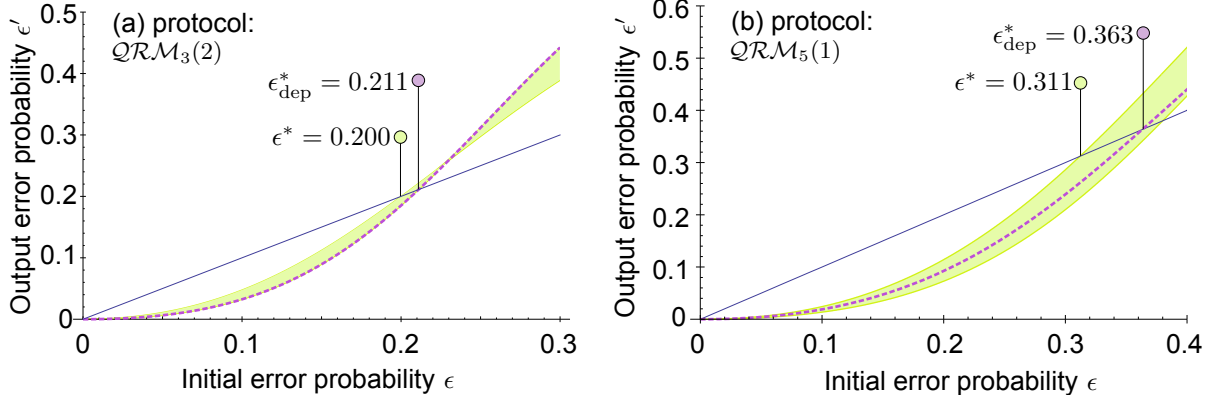 (a) protocol:
𝒬ℛℳ₃(2)
ϵ*dep = 0.211
ϵ* = 0.200
Output error probability ϵ′
0.5
0.4
0.3
0.2
0.1
0
0 0.1 0.2 0.3
Initial error probability ϵ
(b) protocol:
𝒬ℛℳ₅(1)
ϵ*dep = 0.363
ϵ* = 0.311
Output error probability ϵ′
0.6
0.5
0.4
0.3
0.2
0.1
0
0 0.1 0.2 0.3 0.4
Initial error probability ϵ